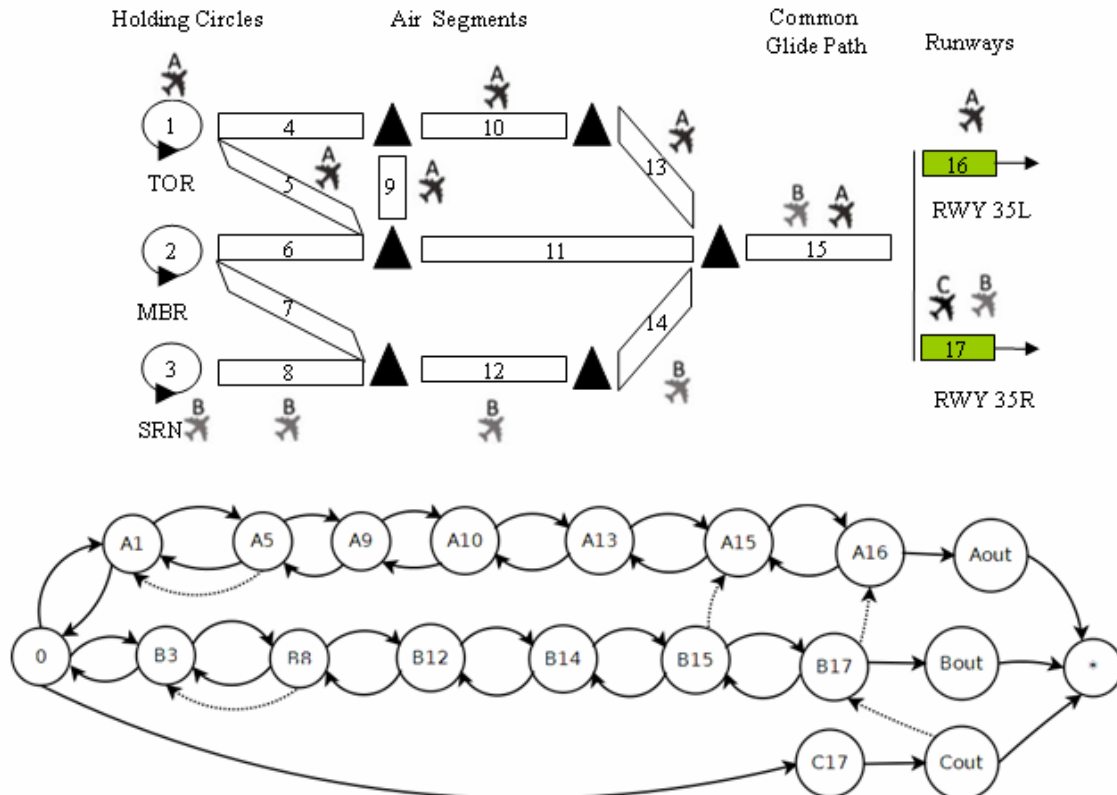 Holding Circles Air Segments Common Glide Path Runways
A A A A
1 4 10 13 16
TOR 5 A 9 A B A RWY 35L
2 6 11 15
MBR 7 14 C B
3 8 12 B 17
SRN B B B RWY 35R
A1 A5 A9 A10 A13 A15 A16 Aout
0 B3 B8 B12 B14 B15 B17 Bout *
C17 Cout